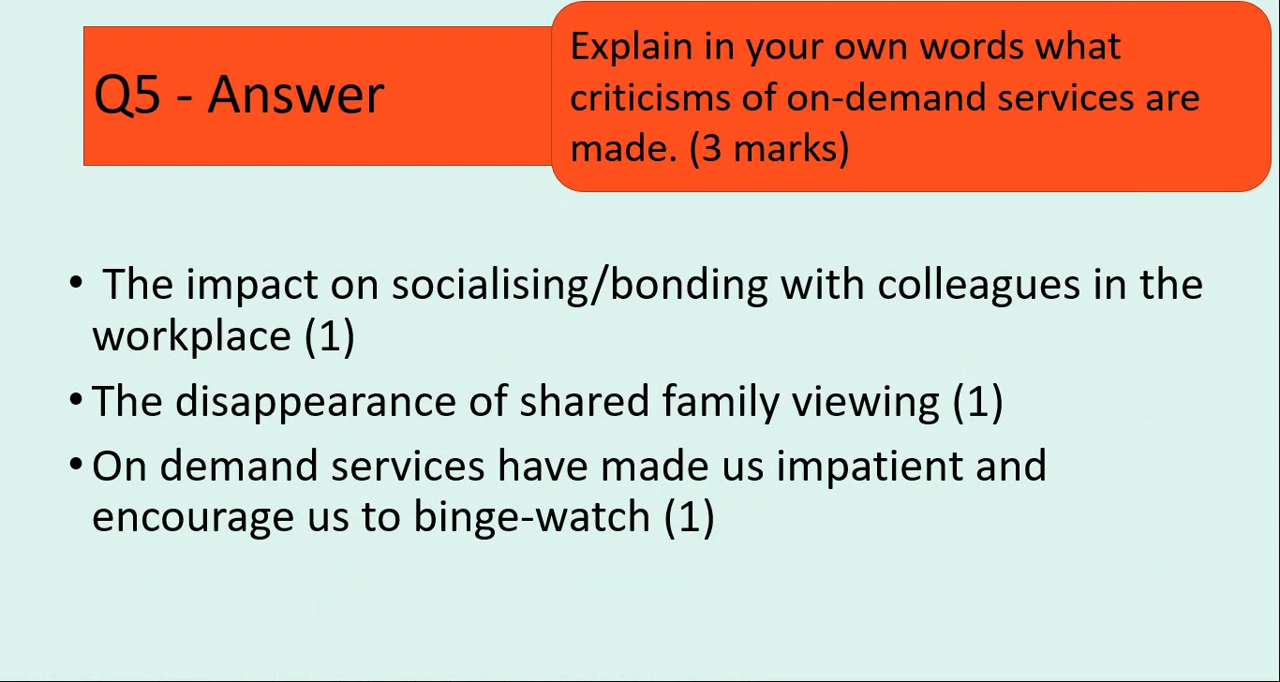 Q5 - Answer
Explain in your own words what
criticisms of on-demand services are
made. (3 marks)
• The impact on socialising/bonding with colleagues in the
workplace (1)
• The disappearance of shared family viewing (1)
• On demand services have made us impatient and
encourage us to binge-watch (1)